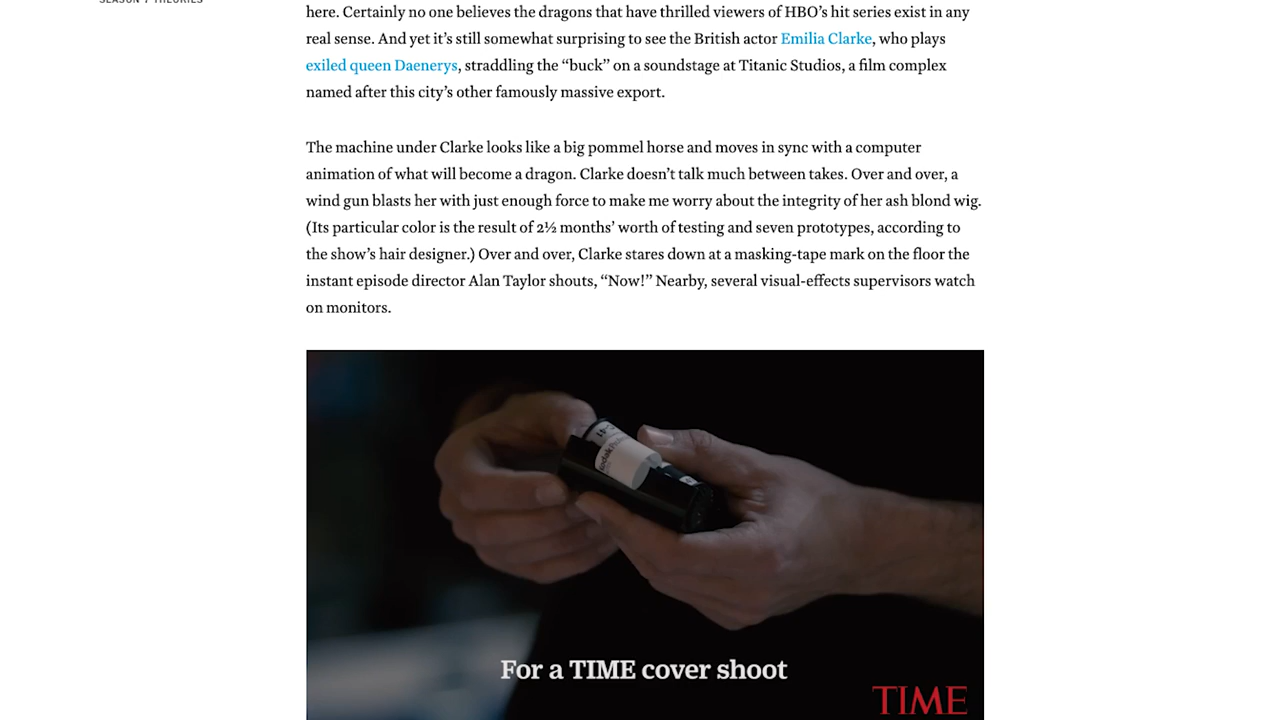 SEASON 7 THEORIES
here. Certainly no one believes the dragons that have thrilled viewers of HBO’s hit series exist in any
real sense. And yet it’s still somewhat surprising to see the British actor Emilia Clarke, who plays
exiled queen Daenerys, straddling the “buck” on a soundstage at Titanic Studios, a film complex
named after this city’s other famously massive export.
The machine under Clarke looks like a big pommel horse and moves in sync with a computer
animation of what will become a dragon. Clarke doesn’t talk much between takes. Over and over, a
wind gun blasts her with just enough force to make me worry about the integrity of her ash blond wig.
(Its particular color is the result of 2½ months’ worth of testing and seven prototypes, according to
the show’s hair designer.) Over and over, Clarke stares down at a masking-tape mark on the floor the
instant episode director Alan Taylor shouts, “Now!” Nearby, several visual-effects supervisors watch
on monitors.
For a TIME cover shoot
TIME